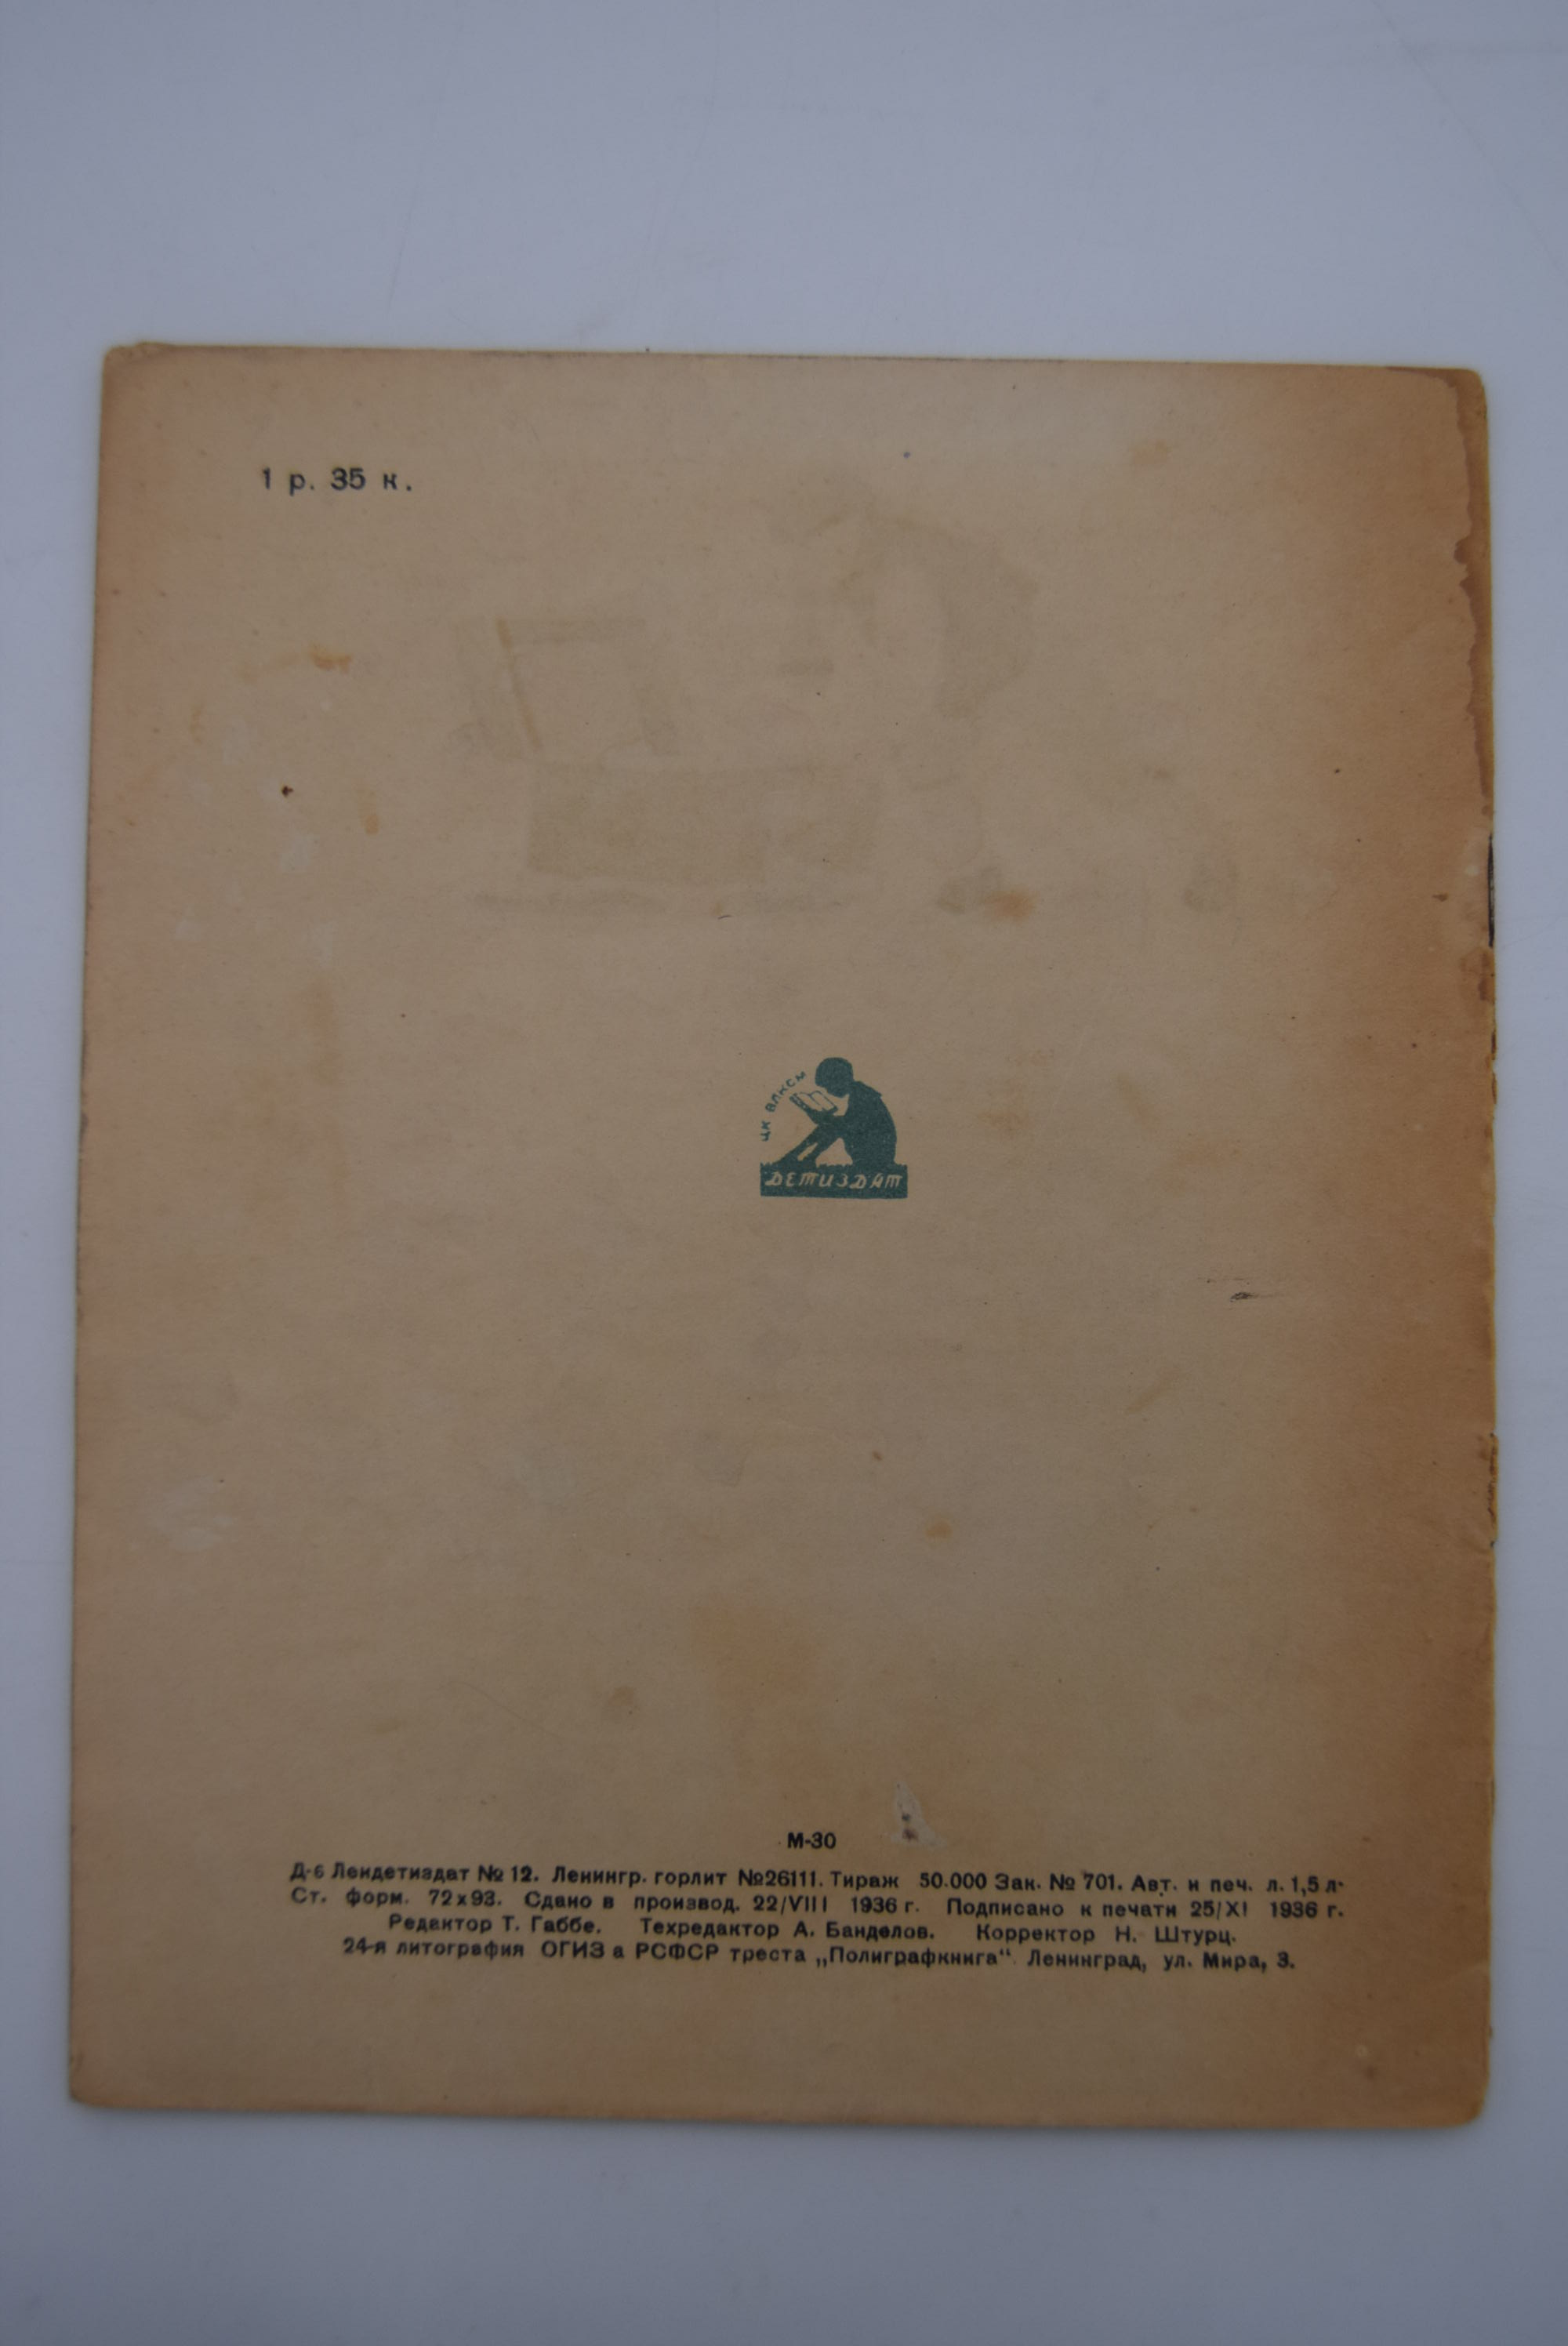 1 р. 35 к.
ЦК ВЛКСМ
ДЕТИЗДАТ
М-30
Д-6 Лендетиздат № 12. Ленингр. горлит №26111. Тираж 50.000 Зак. № 701. Авт. и печ. л. 1,5 л.
Ст. форм. 72х93. Сдано в производ. 22/VIII 1936 г. Подписано к печати 25/XI 1936 г.
Редактор Т. Габбе. Техредактор А. Банделов. Корректор Н. Штурц.
24-я литография ОГИЗ а РСФСР треста „Полиграфкнига“ Ленинград, ул. Мира, 3.